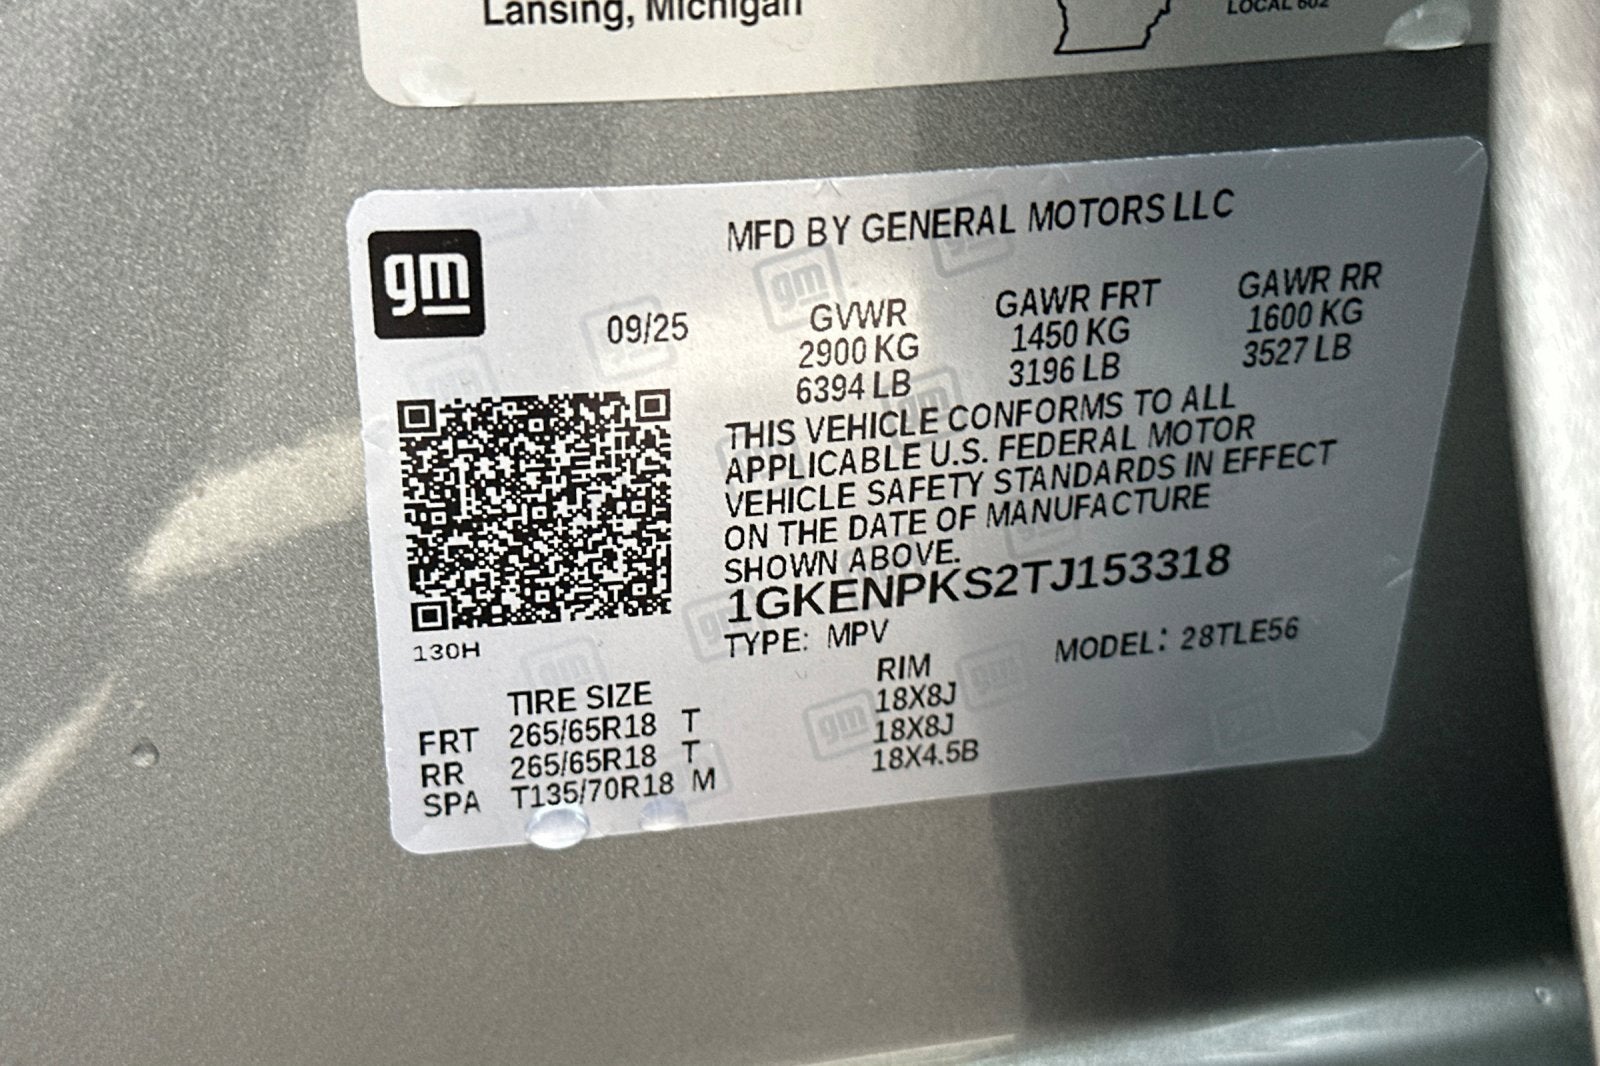 Lansing, Michigan
LOCAL 602
gm
MFD BY GENERAL MOTORS LLC
09/25
GVWR GAWR FRT GAWR RR
2900 KG 1450 KG 1600 KG
6394 LB 3196 LB 3527 LB
THIS VEHICLE CONFORMS TO ALL
APPLICABLE U.S. FEDERAL MOTOR
VEHICLE SAFETY STANDARDS IN EFFECT
ON THE DATE OF MANUFACTURE
SHOWN ABOVE.
1GKENPKS2TJ153318
TYPE: MPV MODEL: 28TLE56
130H
TIRE SIZE RIM
FRT 265/65R18 T 18X8J
RR 265/65R18 T 18X8J
SPA T135/70R18 M 18X4.5B